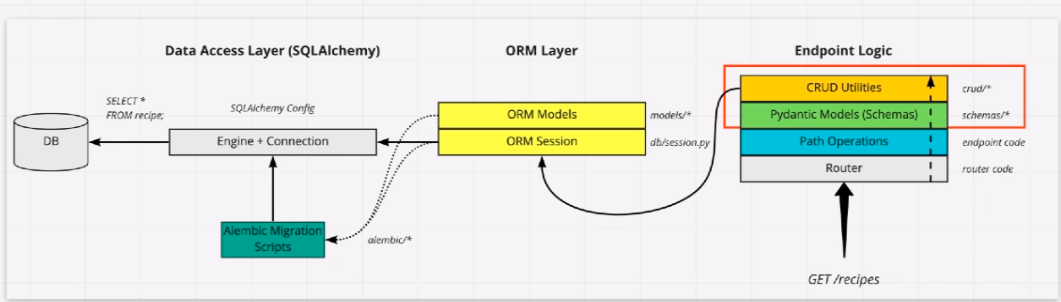 Data Access Layer (SQLAlchemy)
ORM Layer
Endpoint Logic
SELECT *
FROM recipe;
SQLAlchemy Config
DB
Engine + Connection
Alembic Migration
Scripts
alembic/*
ORM Models
models/*
ORM Session
db/session.py
CRUD Utilities
crud/*
Pydantic Models (Schemas)
schemas/*
Path Operations
endpoint code
Router
router code
GET /recipes